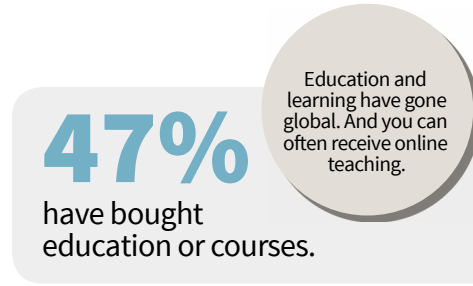 Education and
learning have gone
global. And you can
often receive online
teaching.
47%
have bought
education or courses.